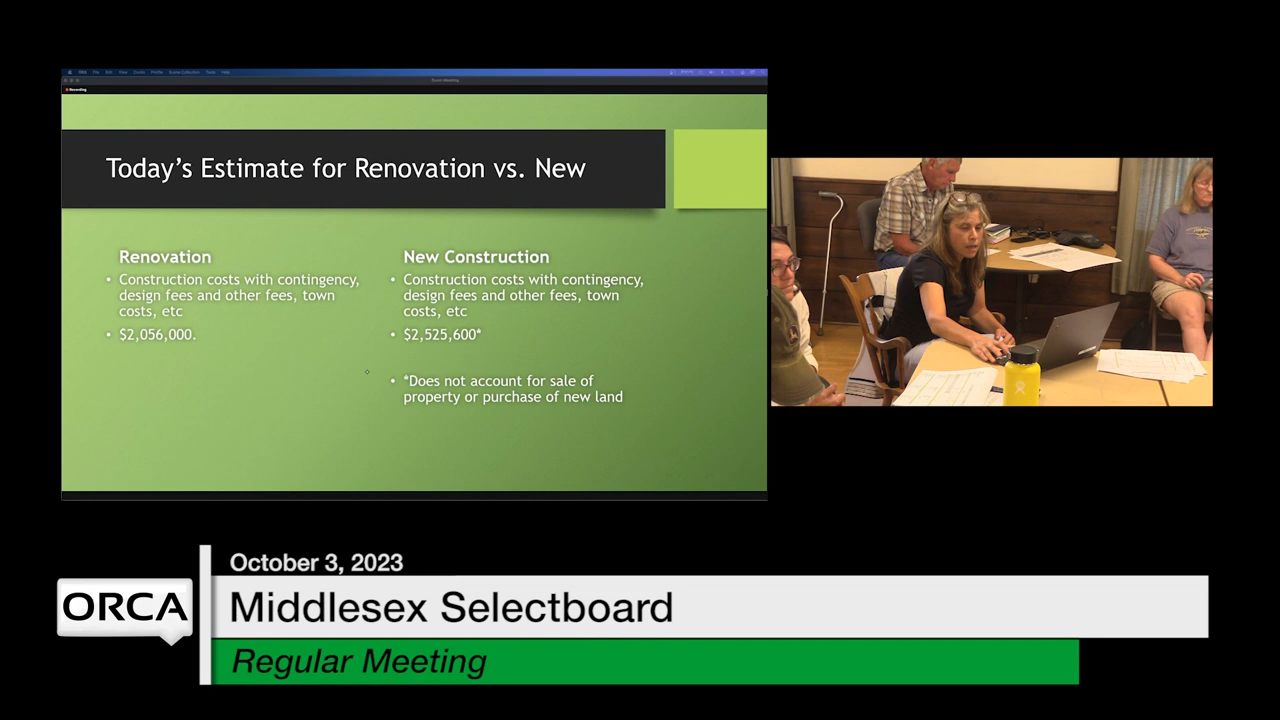 Recording
Today's Estimate for Renovation vs. New
Renovation
• Construction costs with contingency,
design fees and other fees, town
costs, etc
• $2,056,000.
New Construction
• Construction costs with contingency,
design fees and other fees, town
costs, etc
• $2,525,600*
• *Does not account for sale of
property or purchase of new land
October 3, 2023
ORCA
Middlesex Selectboard
Regular Meeting